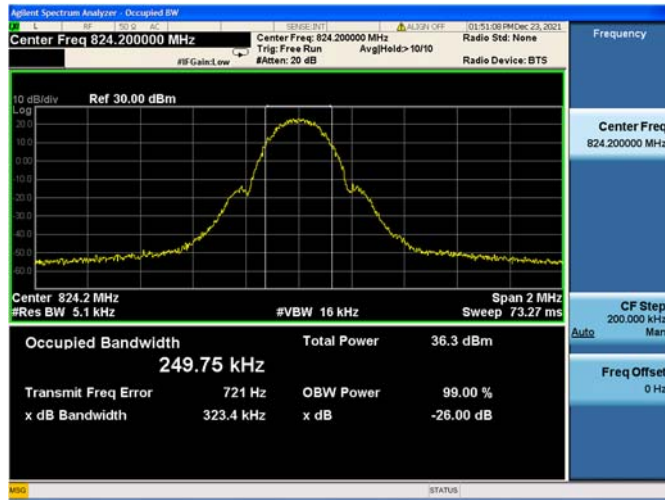 Agilent Spectrum Analyzer - Occupied BW
L RF 50 Ω AC SENSE:INT ALIGN OFF 01:51:08 PM Dec 23, 2021
Center Freq 824.200000 MHz
Center Freq: 824.200000 MHz
Radio Std: None
Trig: Free Run Avg|Hold:> 10/10
#IFGain:Low #Atten: 20 dB Radio Device: BTS
Frequency
10 dB/div Ref 30.00 dBm
Log
20.0
10.0
0.00
-10.0
-20.0
-30.0
-40.0
-50.0
-60.0
Center Freq
824.200000 MHz
Center 824.2 MHz Span 2 MHz
#Res BW 5.1 kHz #VBW 16 kHz Sweep 73.27 ms
CF Step
200.000 kHz
Auto Man
Occupied Bandwidth Total Power 36.3 dBm
249.75 kHz
Transmit Freq Error 721 Hz OBW Power 99.00 %
x dB Bandwidth 323.4 kHz x dB -26.00 dB
Freq Offset
0 Hz
MSG STATUS